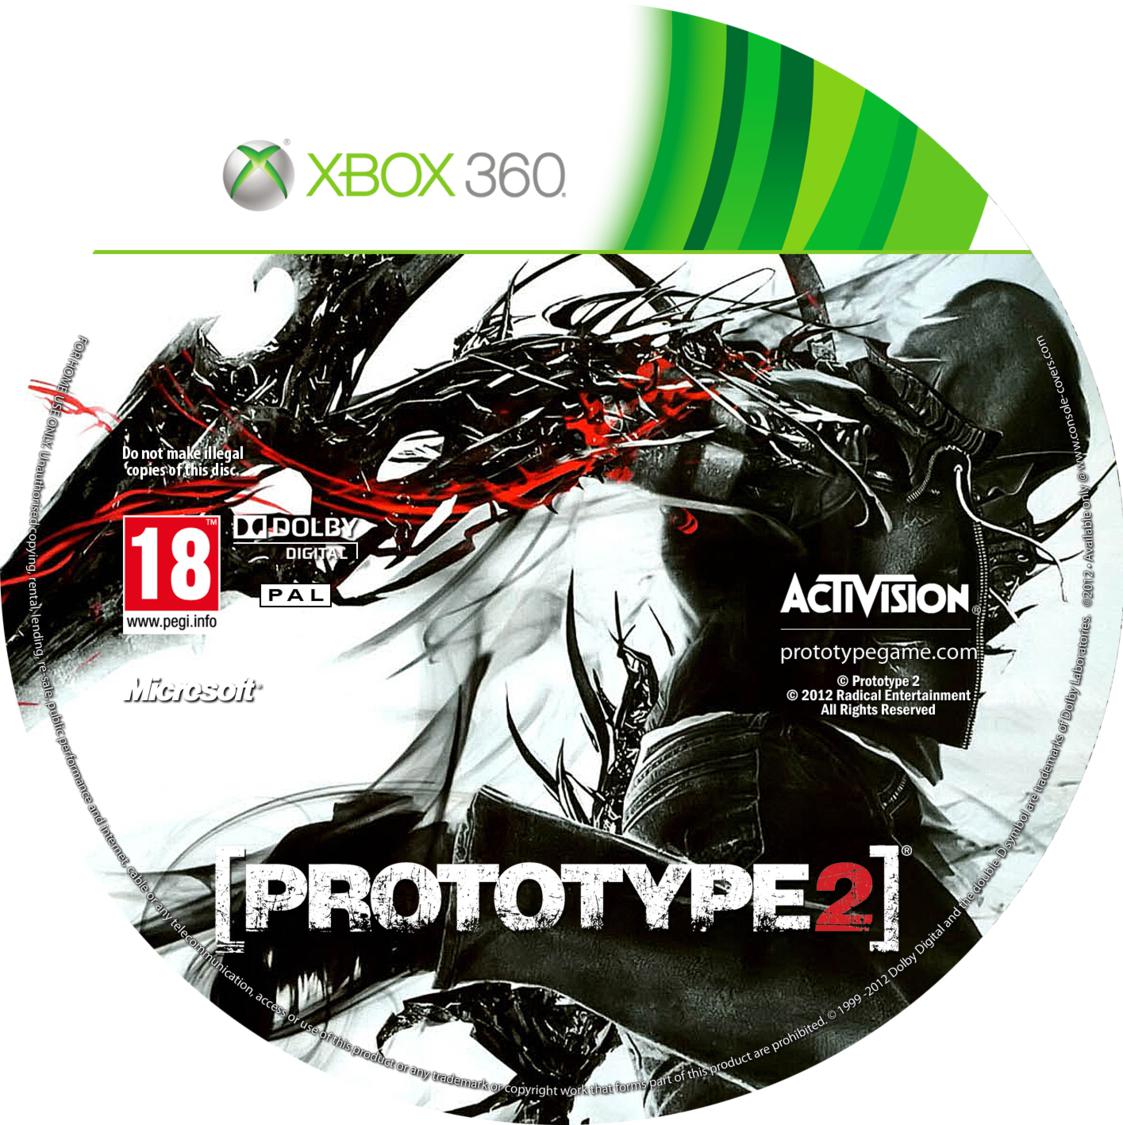 XBOX 360.
Do not make illegal
copies of this disc.
18™
www.pegi.info
DOLBY
DIGITAL
PAL
Microsoft®
ACTIVISION®
prototypegame.com
© Prototype 2
© 2012 Radical Entertainment
All Rights Reserved
[PROTOTYPE2]®
FOR HOME USE ONLY. Unauthorised copying, rental, lending, re-sale, public performance and internet, cable or any telecommunication, access or use of this product or any trademark or copyright work that forms part of this product are prohibited. © 1999 -2012 Dolby Digital and the double-D symbol are trademarks of Dolby Laboratories. ©2012 - Available only @ www.console-covers.com